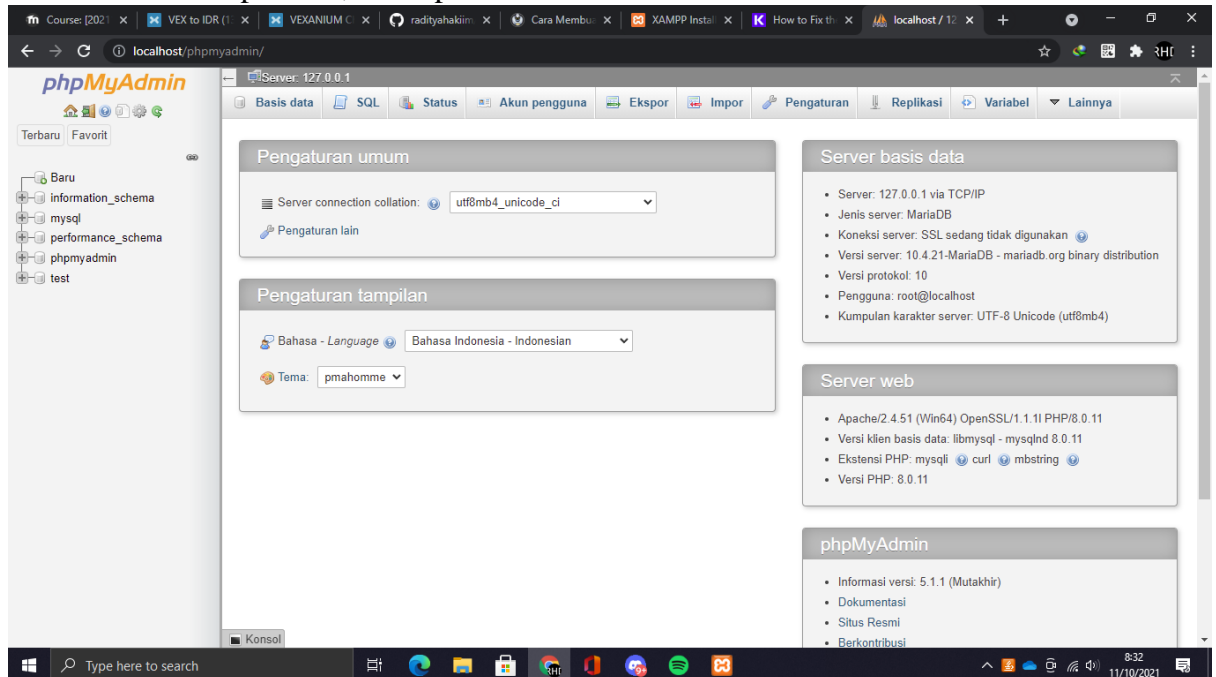 Course: [2021
VEX to IDR (1
VEXANIUM C
radityahakiim
Cara Membua
XAMPP Install
How to Fix th
localhost / 12
localhost/phpmyadmin/
phpMyAdmin
Terbaru Favorit
Baru
information_schema
mysql
performance_schema
phpmyadmin
test
Server: 127.0.0.1
Basis data SQL Status Akun pengguna Ekspor Impor Pengaturan Replikasi Variabel Lainnya
Pengaturan umum
Server connection collation: utf8mb4_unicode_ci
Pengaturan lain
Pengaturan tampilan
Bahasa - Language Bahasa Indonesia - Indonesian
Tema: pmahomme
Server basis data
Server: 127.0.0.1 via TCP/IP
Jenis server: MariaDB
Koneksi server: SSL sedang tidak digunakan
Versi server: 10.4.21-MariaDB - mariadb.org binary distribution
Versi protokol: 10
Pengguna: root@localhost
Kumpulan karakter server: UTF-8 Unicode (utf8mb4)
Server web
Apache/2.4.51 (Win64) OpenSSL/1.1.1l PHP/8.0.11
Versi klien basis data: libmysql - mysqlnd 8.0.11
Ekstensi PHP: mysqli curl mbstring
Versi PHP: 8.0.11
phpMyAdmin
Informasi versi: 5.1.1 (Mutakhir)
Dokumentasi
Situs Resmi
Berkontribusi
Konsol
Type here to search
8:32
11/10/2021